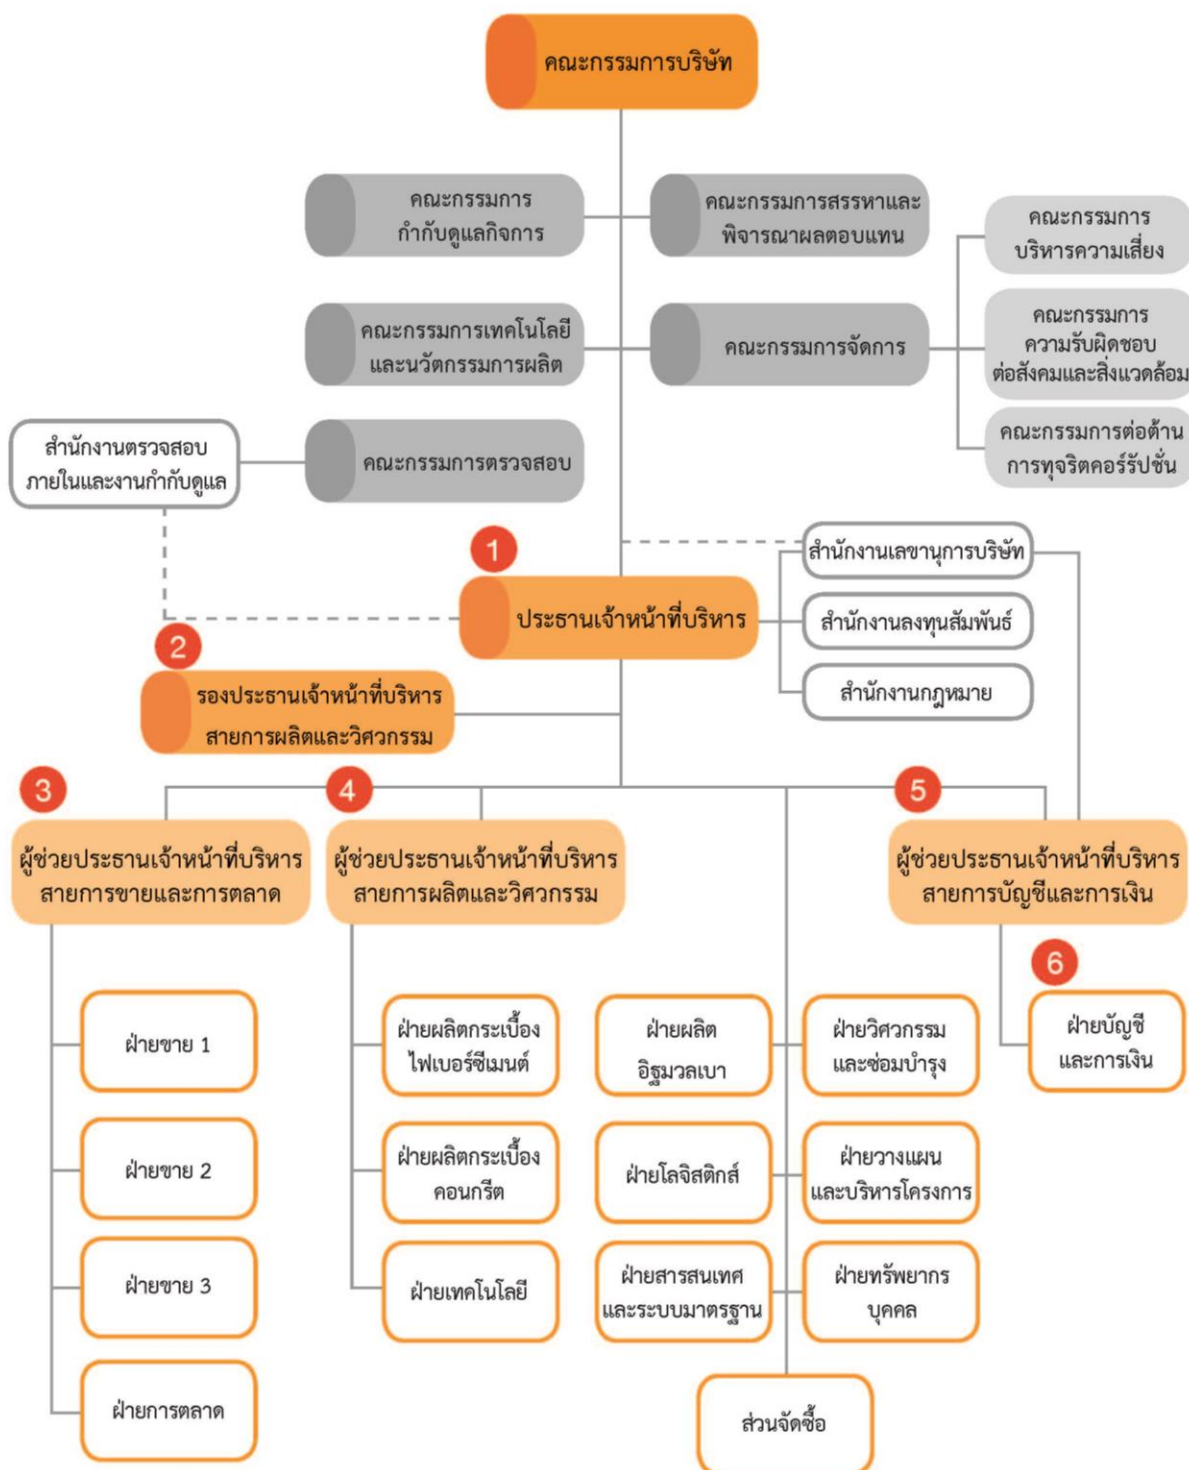 คณะกรรมการบริษัท
คณะกรรมการ
กำกับดูแลกิจการ
คณะกรรมการสรรหาและ
พิจารณาผลตอบแทน
คณะกรรมการ
บริหารความเสี่ยง
คณะกรรมการเทคโนโลยี
และนวัตกรรมการผลิต
คณะกรรมการจัดการ
คณะกรรมการ
ความรับผิดชอบ
ต่อสังคมและสิ่งแวดล้อม
สำนักงานตรวจสอบ
ภายในและงานกำกับดูแล
คณะกรรมการตรวจสอบ
คณะกรรมการต่อต้าน
การทุจริตคอร์รัปชั่น
1
ประธานเจ้าหน้าที่บริหาร
สำนักงานเลขานุการบริษัท
สำนักงานลงทุนสัมพันธ์
สำนักงานกฎหมาย
2
รองประธานเจ้าหน้าที่บริหาร
สายการผลิตและวิศวกรรม
3
ผู้ช่วยประธานเจ้าหน้าที่บริหาร
สายการขายและการตลาด
4
ผู้ช่วยประธานเจ้าหน้าที่บริหาร
สายการผลิตและวิศวกรรม
5
ผู้ช่วยประธานเจ้าหน้าที่บริหาร
สายการบัญชีและการเงิน
6
ฝ่ายขาย 1
ฝ่ายผลิตกระเบื้อง
ไฟเบอร์ซีเมนต์
ฝ่ายผลิต
อิฐมวลเบา
ฝ่ายวิศวกรรม
และซ่อมบำรุง
ฝ่ายบัญชี
และการเงิน
ฝ่ายขาย 2
ฝ่ายผลิตกระเบื้อง
คอนกรีต
ฝ่ายโลจิสติกส์
ฝ่ายวางแผน
และบริหารโครงการ
ฝ่ายขาย 3
ฝ่ายเทคโนโลยี
ฝ่ายสารสนเทศ
และระบบมาตรฐาน
ฝ่ายทรัพยากร
บุคคล
ฝ่ายการตลาด
ส่วนจัดซื้อ